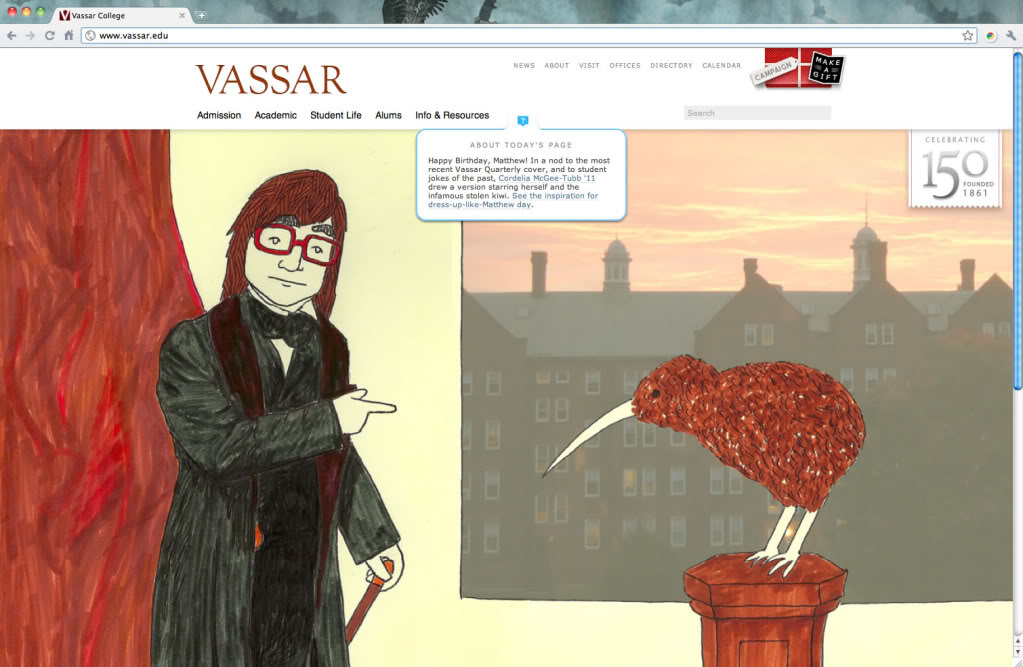 Vassar College
www.vassar.edu
VASSAR
NEWS ABOUT VISIT OFFICES DIRECTORY CALENDAR
CAMPAIGN
MAKE
A
GIFT
Admission Academic Student Life Alums Info & Resources
Search
?
ABOUT TODAY'S PAGE
Happy Birthday, Matthew! In a nod to the most
recent Vassar Quarterly cover, and to student
jokes of the past, Cordelia McGee-Tubb '11
drew a version starring herself and the
infamous stolen kiwi. See the inspiration for
dress-up-like-Matthew day.
CELEBRATING
150
FOUNDED
1861